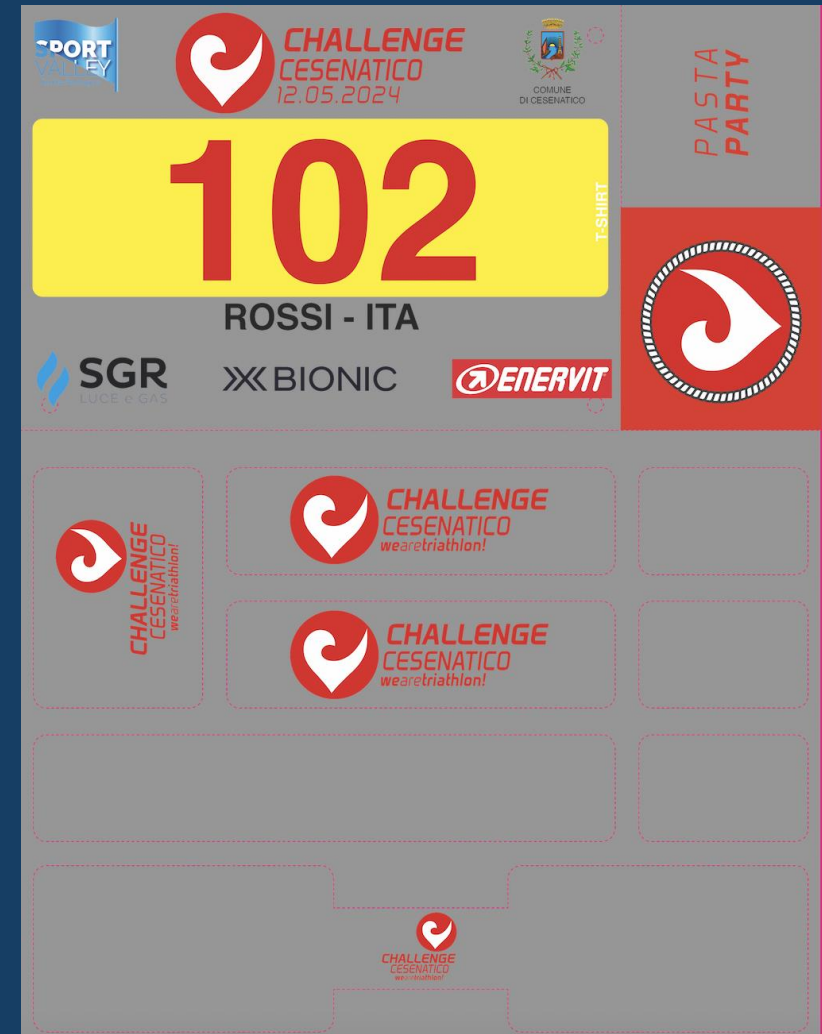 SPORT
VALLEY
CHALLENGE
CESENATICO
12.05.2024
COMUNE
DI CESENATICO
PASTA
PARTY
102
T-SHIRT
ROSSI - ITA
SGR
LUCE e GAS
X BIONIC
ENERVIT
CHALLENGE
CESENATICO
wearetriathlon!
CHALLENGE
CESENATICO
wearetriathlon!
CHALLENGE
CESENATICO
wearetriathlon!
CHALLENGE
CESENATICO
wearetriathlon!